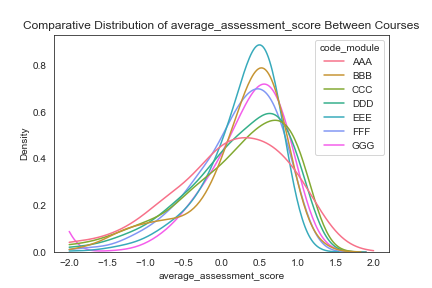 Comparative Distribution of average_assessment_score Between Courses
code_module
AAA
BBB
CCC
DDD
EEE
FFF
GGG
Density
0.8
0.6
0.4
0.2
0.0
−2.0 −1.5 −1.0 −0.5 0.0 0.5 1.0 1.5 2.0
average_assessment_score